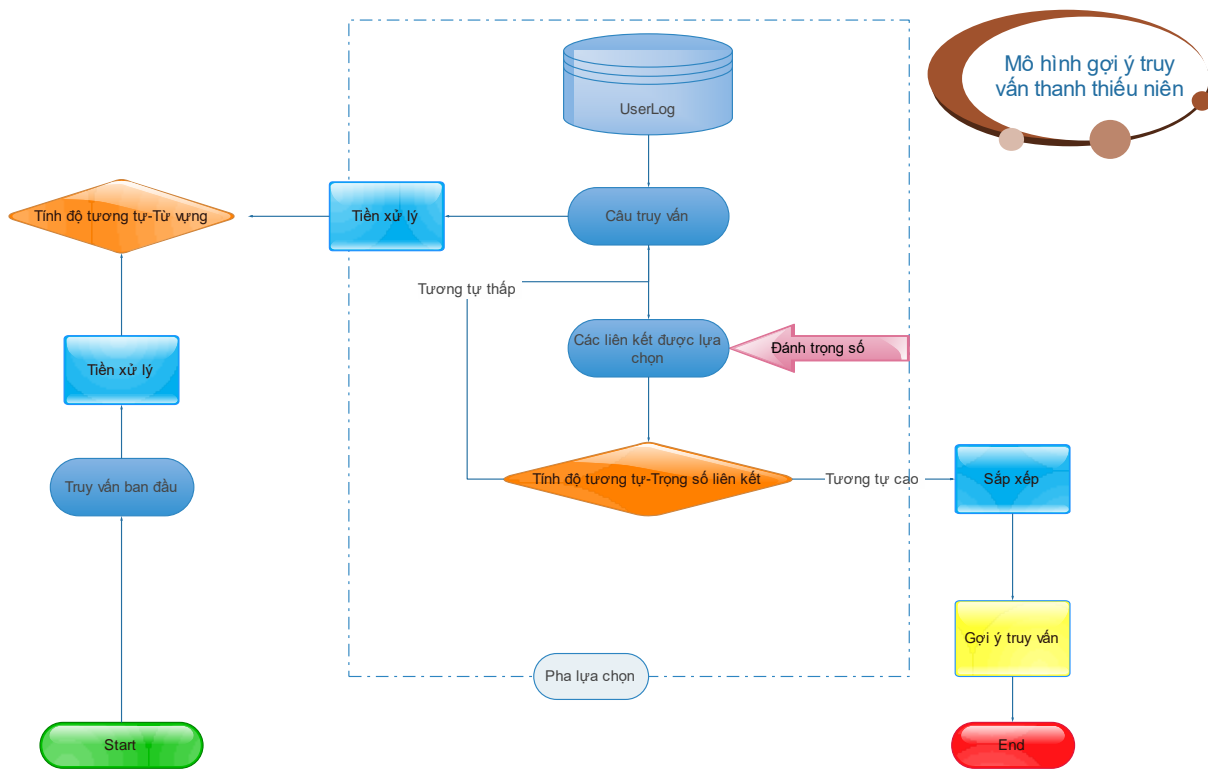 Mô hình gợi ý truy
vấn thanh thiếu niên
UserLog
Tính độ tương tự-Từ vựng
Tiền xử lý
Câu truy vấn
Tương tự thấp
Các liên kết được lựa
chọn
Đánh trọng số
Tiền xử lý
Truy vấn ban đầu
Tính độ tương tự-Trọng số liên kết
Tương tự cao
Sắp xếp
Gợi ý truy vấn
Pha lựa chọn
Start
End